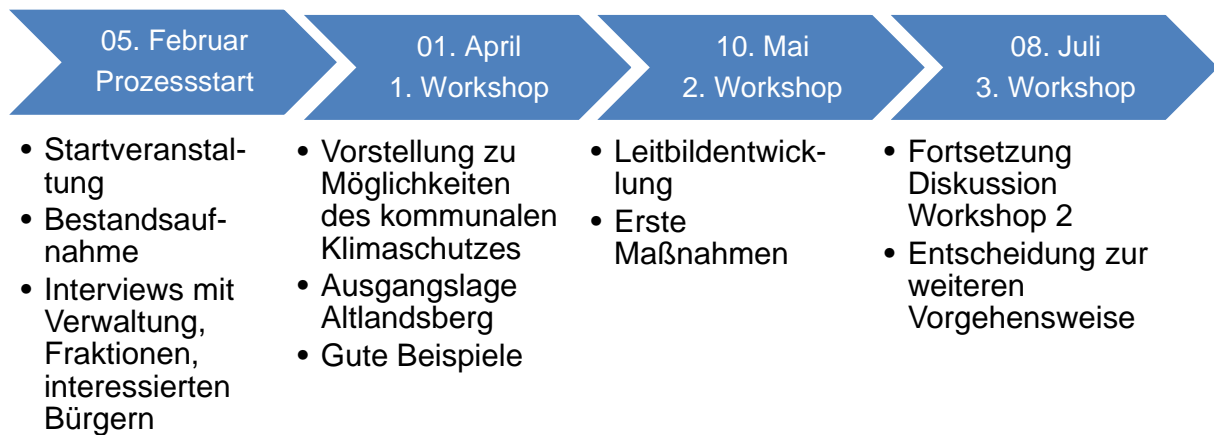 05. Februar
Prozessstart
01. April
1. Workshop
10. Mai
2. Workshop
08. Juli
3. Workshop
• Startveranstal-
tung
• Bestandsauf-
nahme
• Interviews mit
Verwaltung,
Fraktionen,
interessierten
Bürgern
• Vorstellung zu
Möglichkeiten
des kommunalen
Klimaschutzes
• Ausgangslage
Altlandsberg
• Gute Beispiele
• Leitbildentwick-
lung
• Erste
Maßnahmen
• Fortsetzung
Diskussion
Workshop 2
• Entscheidung zur
weiteren
Vorgehensweise